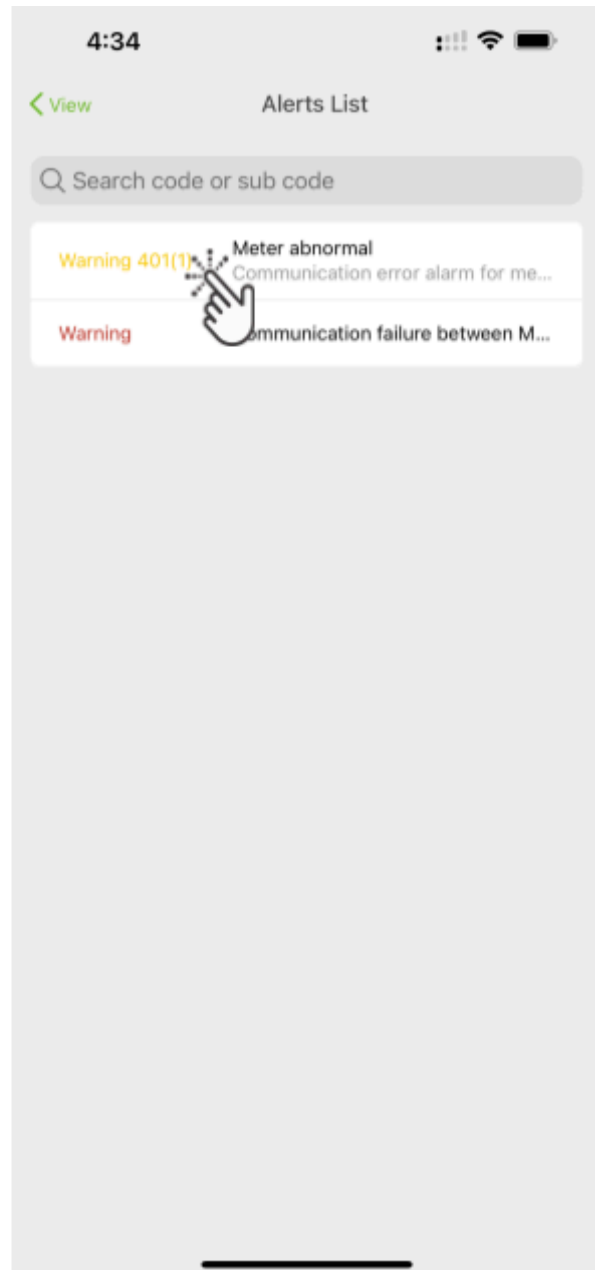 4:34
View
Alerts List
Search code or sub code
Warning 401(1)
Meter abnormal
Communication error alarm for me...
Warning
ommunication failure between M...